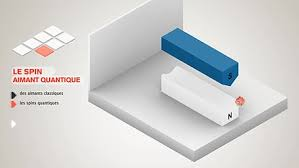 LE SPIN
AIMANT QUANTIQUE
des aimants classiques
les spins quantiques
S
N